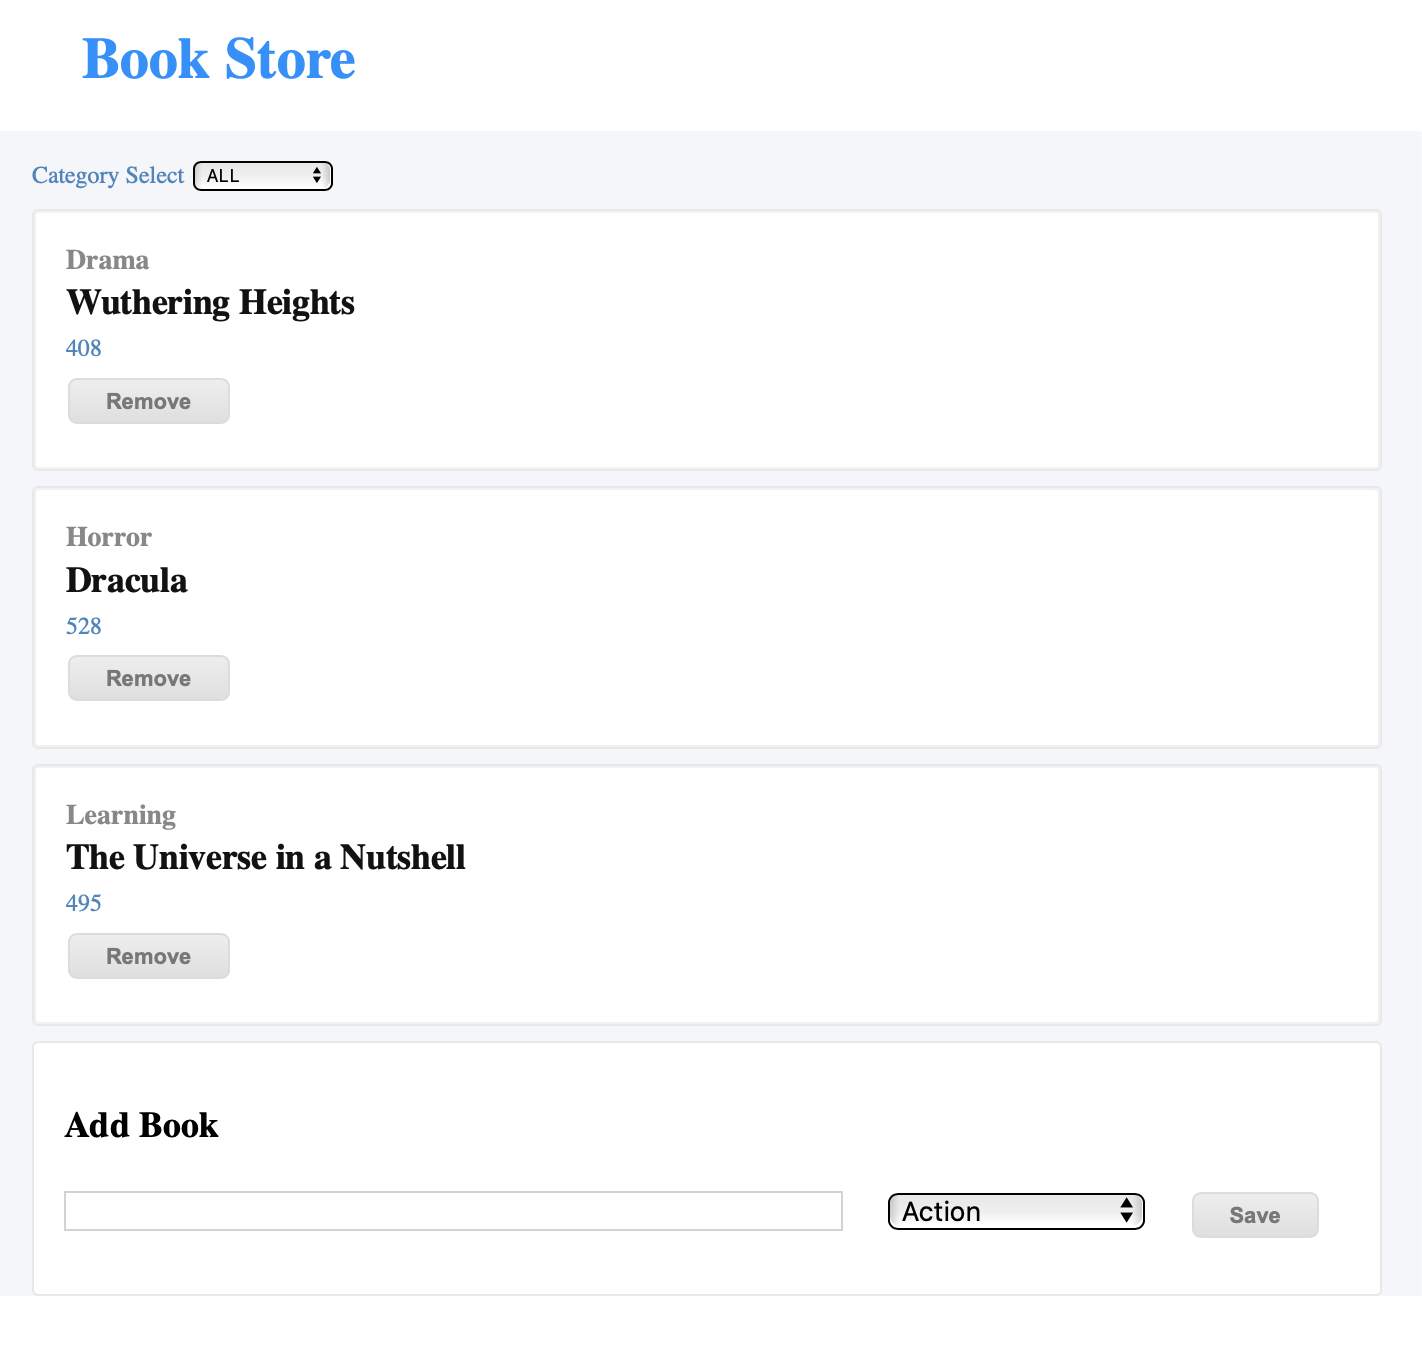 Book Store
Category Select ALL
Drama
Wuthering Heights
408
Remove
Horror
Dracula
528
Remove
Learning
The Universe in a Nutshell
495
Remove
Add Book
Action Save